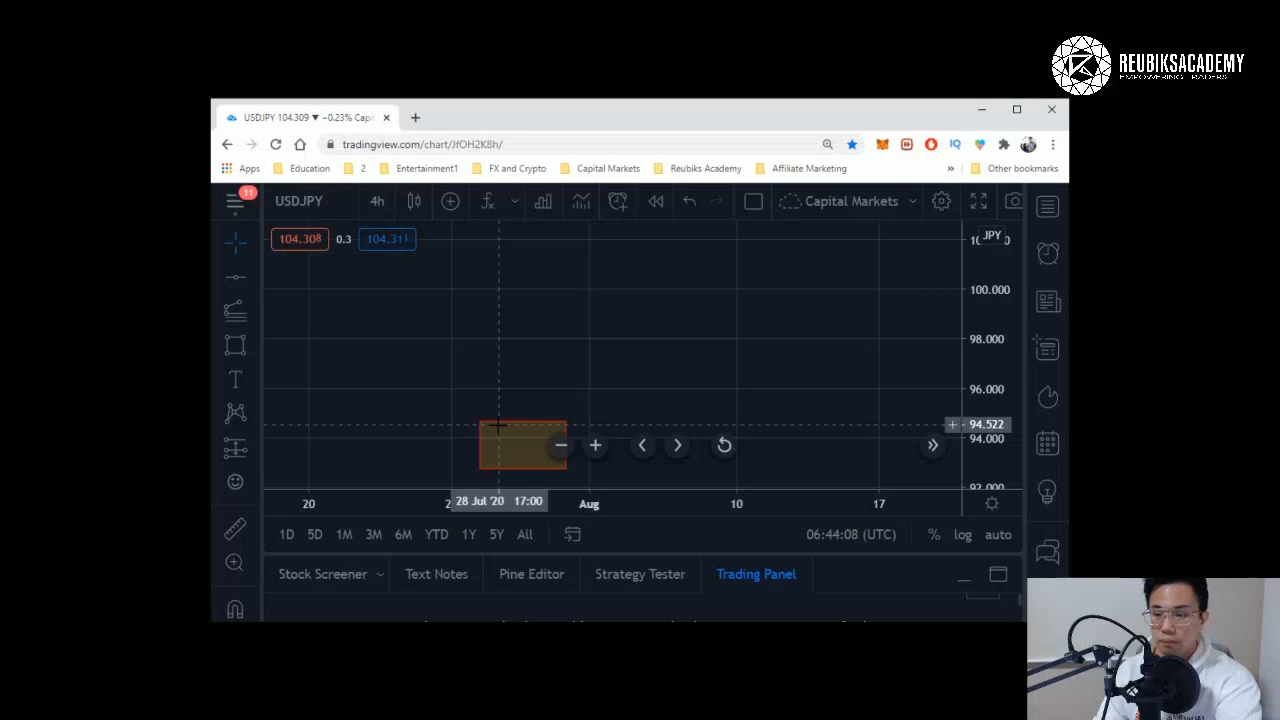 REUBIKSACADEMY
EMPOWERING TRADERS
USDJPY 104.309 ▼ −0.23% Capi
tradingview.com/chart/JfOH2K8h/
IQ
Apps Education 2 Entertainment1 FX and Crypto Capital Markets Reubiks Academy Affiliate Marketing » Other bookmarks
11
USDJPY 4h Capital Markets
104.308 0.3 104.311
JPY
100.000
98.000
96.000
94.522
94.000
92.000
20 28 Jul '20 17:00 Aug 10 17
1D 5D 1M 3M 6M YTD 1Y 5Y All 06:44:08 (UTC) % log auto
Stock Screener Text Notes Pine Editor Strategy Tester Trading Panel